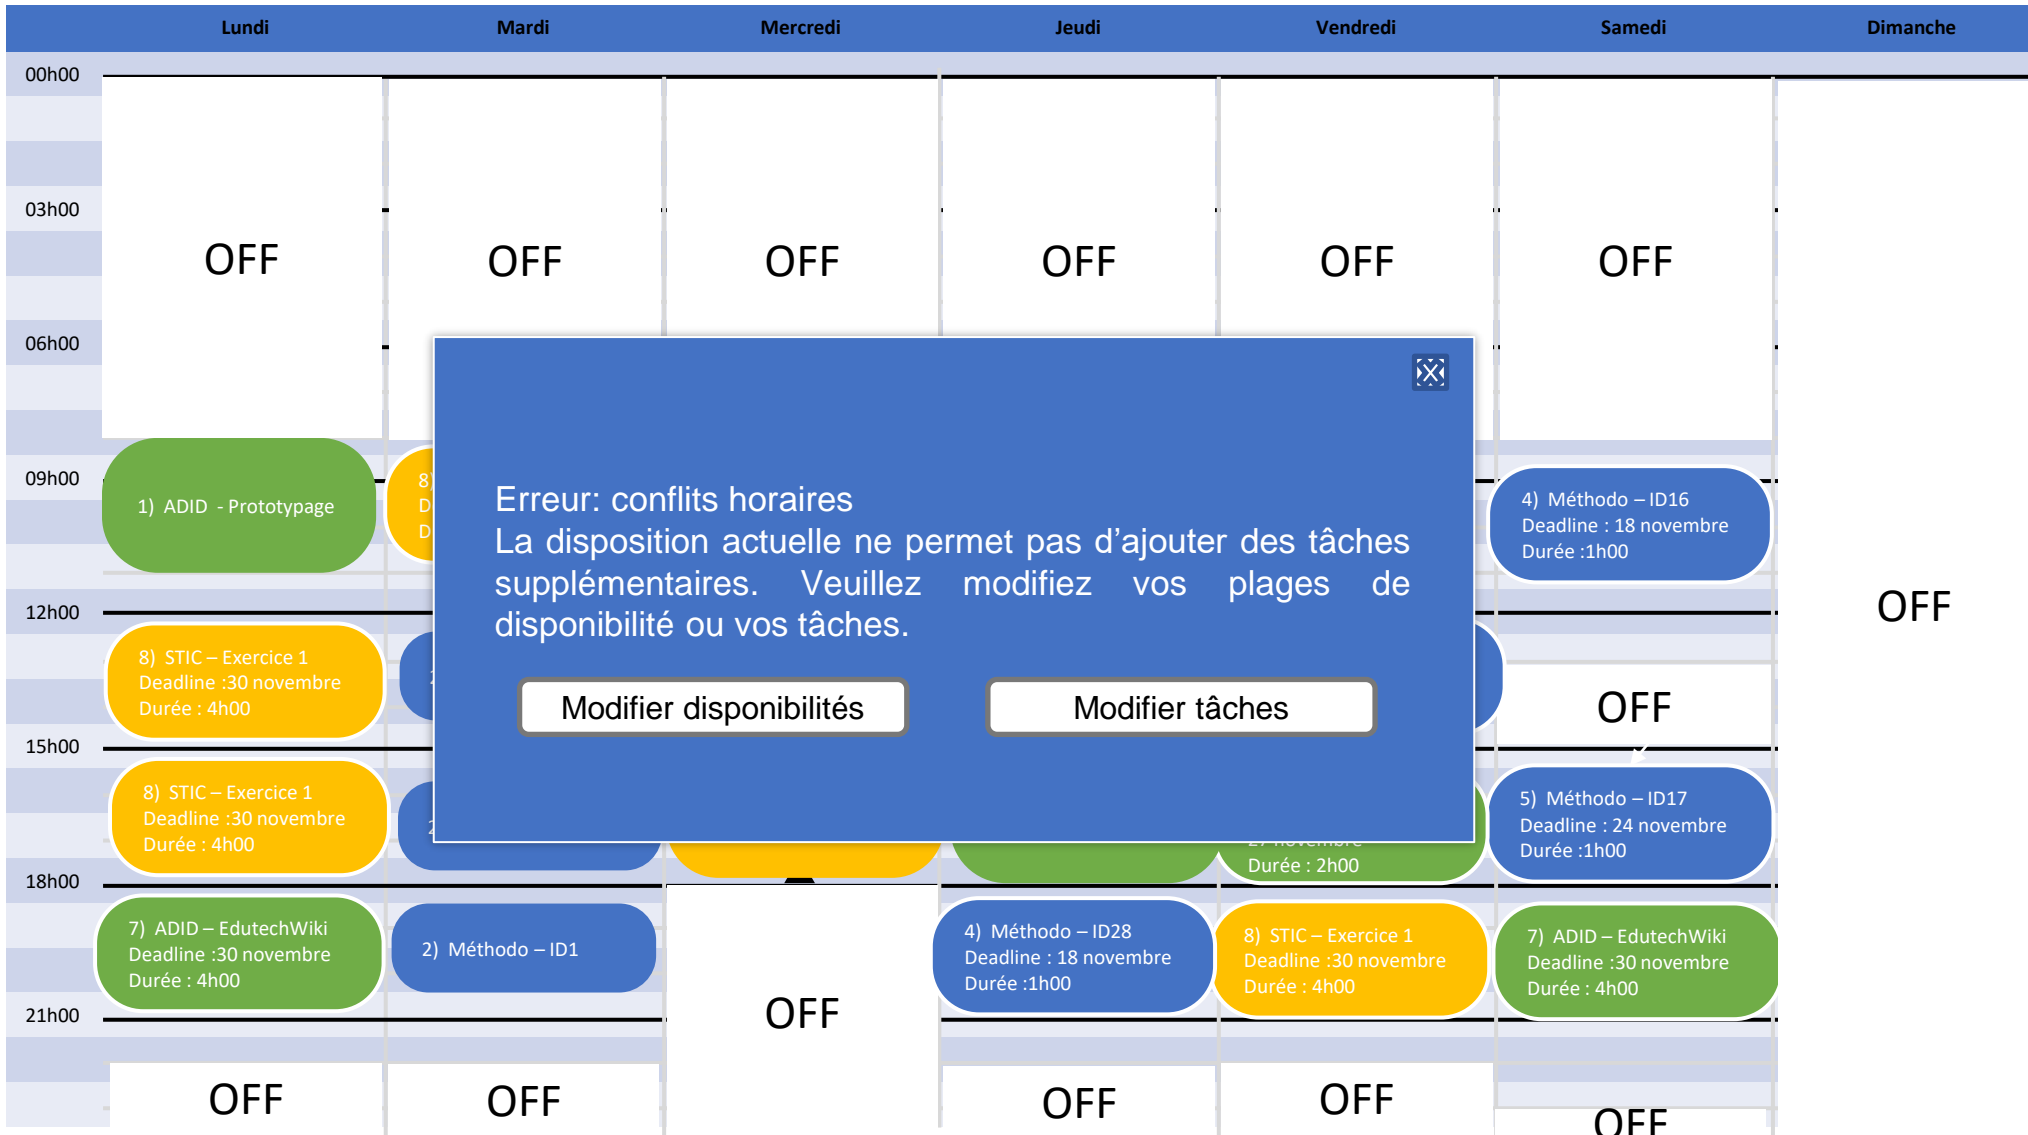 Lundi Mardi Mercredi Jeudi Vendredi Samedi Dimanche
00h00
03h00
OFF OFF OFF OFF OFF OFF
06h00
09h00
1) ADID - Prototypage
8)
D
D
4) Méthodo – ID16
Deadline : 18 novembre
Durée :1h00
Erreur: conflits horaires
La disposition actuelle ne permet pas d’ajouter des tâches
supplémentaires. Veuillez modifiez vos plages de
disponibilité ou vos tâches.
Modifier disponibilités
Modifier tâches
12h00
OFF
8) STIC – Exercice 1
Deadline :30 novembre
Durée : 4h00
OFF
15h00
8) STIC – Exercice 1
Deadline :30 novembre
Durée : 4h00
5) Méthodo – ID17
Deadline : 24 novembre
Durée :1h00
Durée : 2h00
18h00
7) ADID – EdutechWiki
Deadline :30 novembre
Durée : 4h00
2) Méthodo – ID1
4) Méthodo – ID28
Deadline : 18 novembre
Durée :1h00
8) STIC – Exercice 1
Deadline :30 novembre
Durée : 4h00
7) ADID – EdutechWiki
Deadline :30 novembre
Durée : 4h00
21h00
OFF
OFF OFF OFF OFF OFF